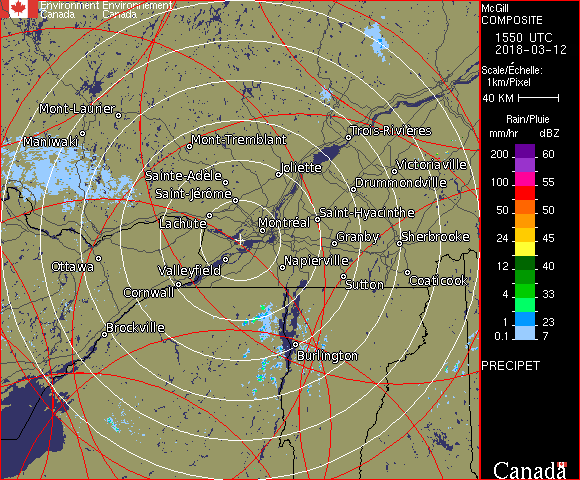 Environment Environnement
Canada Canada
McGill
COMPOSITE
1550 UTC
2018-03-12
Scale/Échelle:
1km/Pixel
40 KM
Rain/Pluie
mm/hr dBZ
200 60
100 55
100 55
50 50
24 45
12 40
4 33
1 23
0.1 7
PRECIPET
Canada
Mont-Laurier
Maniwaki
Mont-Tremblant
Trois-Rivières
Joliette
Victoriaville
Sainte-Adèle
Drummondville
Saint-Jérôme
Saint-Hyacinthe
Lachute
Montréal
Granby
Sherbrooke
Ottawa
Valleyfield
Napierville
Sutton
Coaticook
Cornwall
Brockville
Burlington